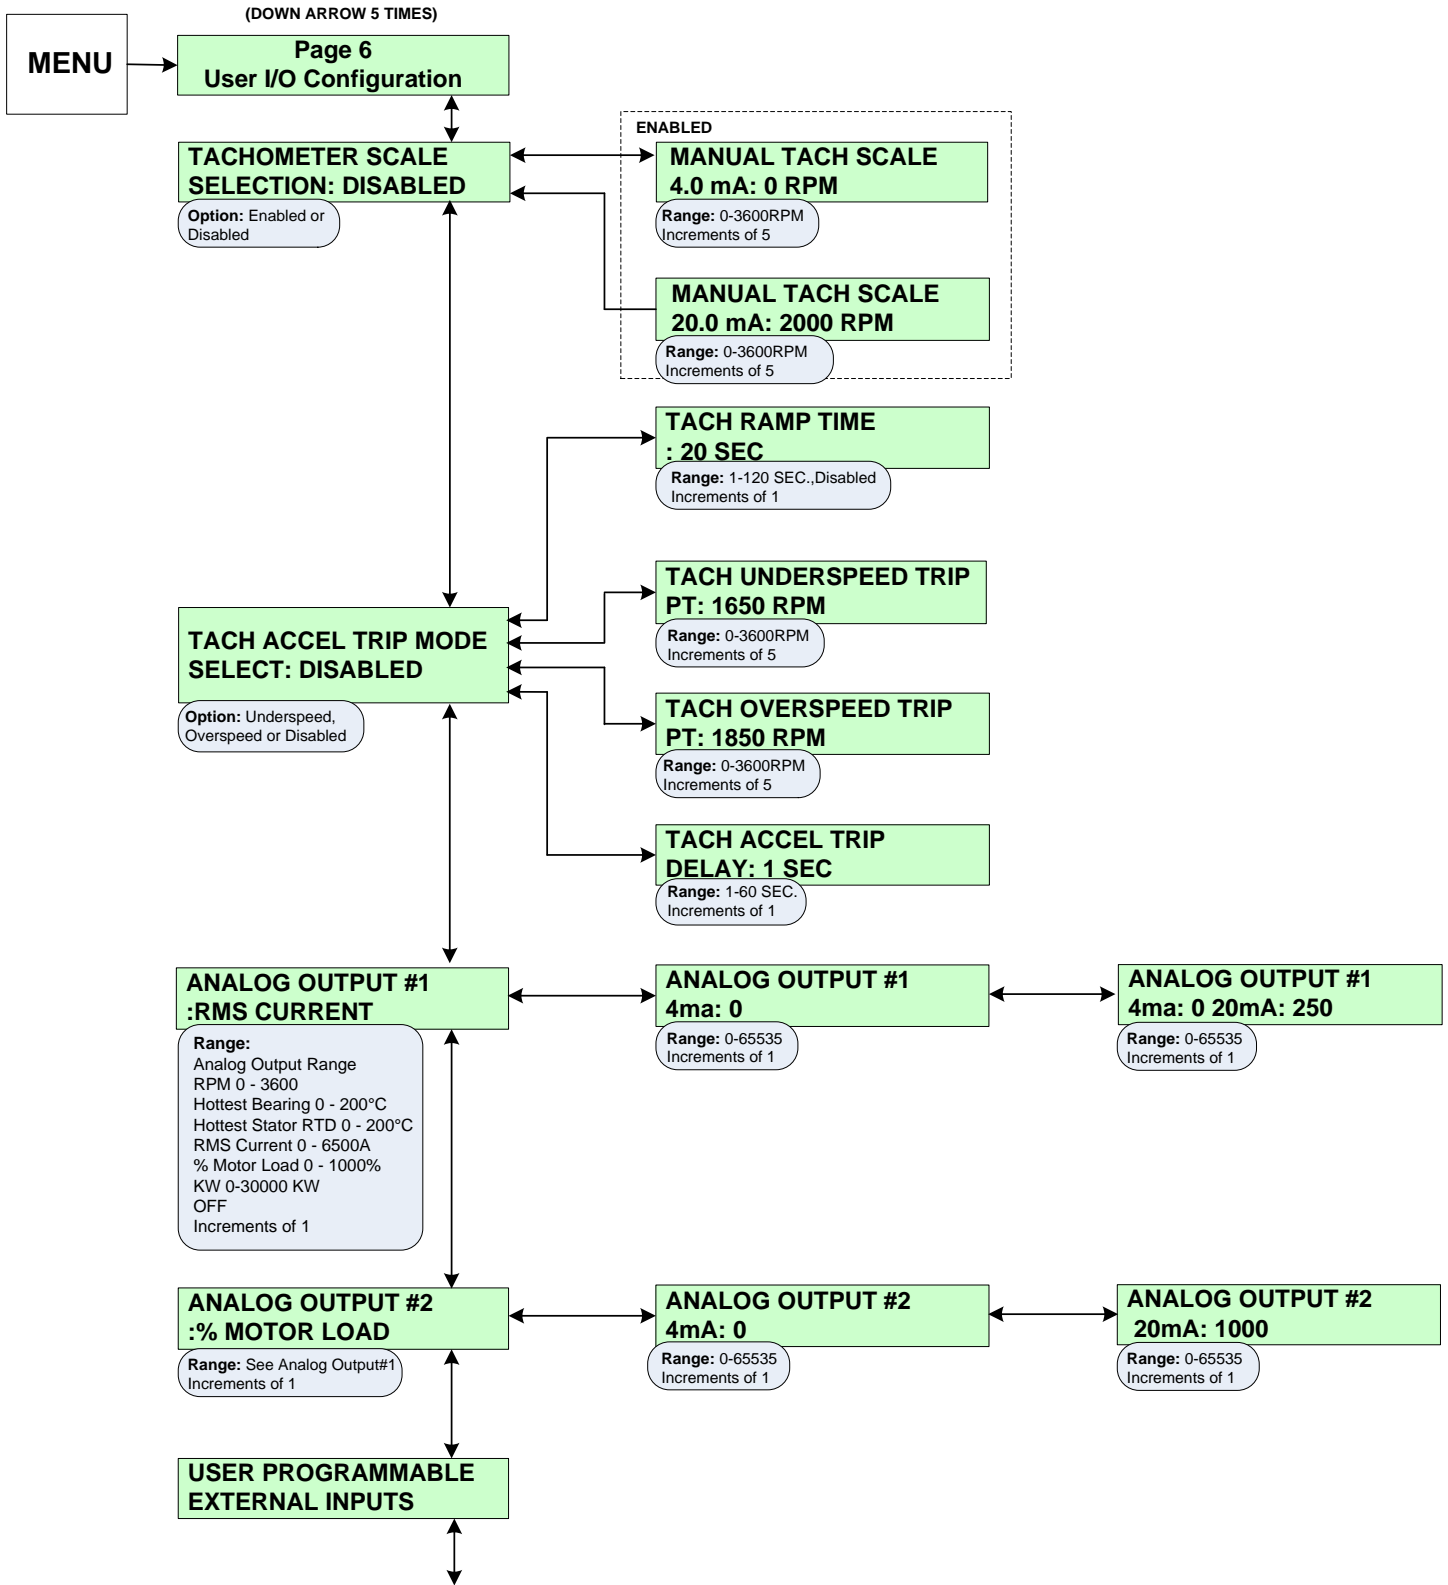 (DOWN ARROW 5 TIMES)
MENU
Page 6
User I/O Configuration
ENABLED
TACHOMETER SCALE
SELECTION: DISABLED
Option: Enabled or
Disabled
MANUAL TACH SCALE
4.0 mA: 0 RPM
Range: 0-3600RPM
Increments of 5
MANUAL TACH SCALE
20.0 mA: 2000 RPM
Range: 0-3600RPM
Increments of 5
TACH RAMP TIME
: 20 SEC
Range: 1-120 SEC.,Disabled
Increments of 1
TACH UNDERSPEED TRIP
PT: 1650 RPM
Range: 0-3600RPM
Increments of 5
TACH ACCEL TRIP MODE
SELECT: DISABLED
Option: Underspeed,
Overspeed or Disabled
TACH OVERSPEED TRIP
PT: 1850 RPM
Range: 0-3600RPM
Increments of 5
TACH ACCEL TRIP
DELAY: 1 SEC
Range: 1-60 SEC.
Increments of 1
ANALOG OUTPUT #1
:RMS CURRENT
Range:
Analog Output Range
RPM 0 - 3600
Hottest Bearing 0 - 200°C
Hottest Stator RTD 0 - 200°C
RMS Current 0 - 6500A
% Motor Load 0 - 1000%
KW 0-30000 KW
OFF
Increments of 1
ANALOG OUTPUT #1
4ma: 0
Range: 0-65535
Increments of 1
ANALOG OUTPUT #1
4ma: 0 20mA: 250
Range: 0-65535
Increments of 1
ANALOG OUTPUT #2
:% MOTOR LOAD
Range: See Analog Output#1
Increments of 1
ANALOG OUTPUT #2
4mA: 0
Range: 0-65535
Increments of 1
ANALOG OUTPUT #2
20mA: 1000
Range: 0-65535
Increments of 1
USER PROGRAMMABLE
EXTERNAL INPUTS